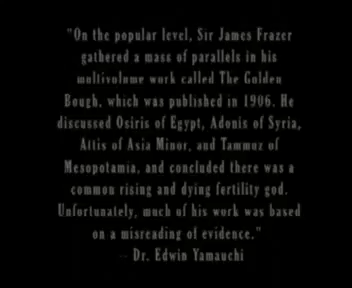 "On the popular level, Sir James Frazer
gathered a mass of parallels in his
multivolume work called The Golden
Bough, which was published in 1906. He
discussed Osiris of Egypt, Adonis of Syria,
Attis of Asia Minor, and Tammuz of
Mesopotamia, and concluded there was a
common rising and dying fertility god.
Unfortunately, much of his work was based
on a misreading of evidence."
-- Dr. Edwin Yamauchi